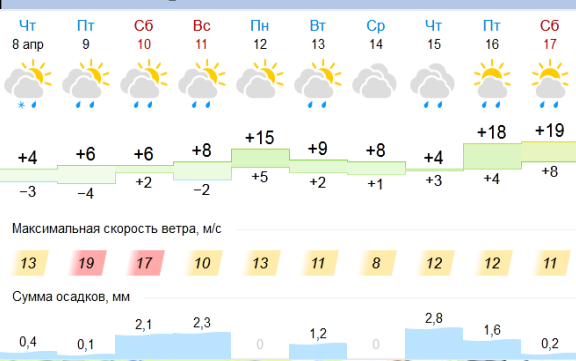 Чт Пт Сб Вс Пн Вт Ср Чт Пт Сб
8 апр 9 10 11 12 13 14 15 16 17
+4 +6 +6 +8 +15 +9 +8 +4 +18 +19
−3 −4 +2 −2 +5 +2 +1 +3 +4 +8
Максимальная скорость ветра, м/с
13 19 17 10 13 11 8 12 12 11
Сумма осадков, мм
0,4 0,1 2,1 2,3 0 1,2 0 2,8 1,6 0,2